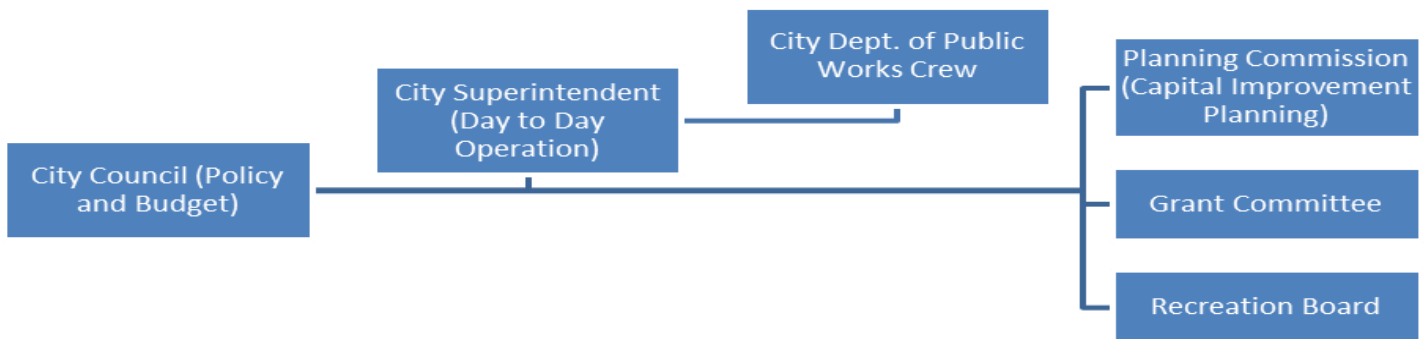 City Council (Policy
and Budget)
City Superintendent
(Day to Day
Operation)
City Dept. of Public
Works Crew
Planning Commission
(Capital Improvement
Planning)
Grant Committee
Recreation Board